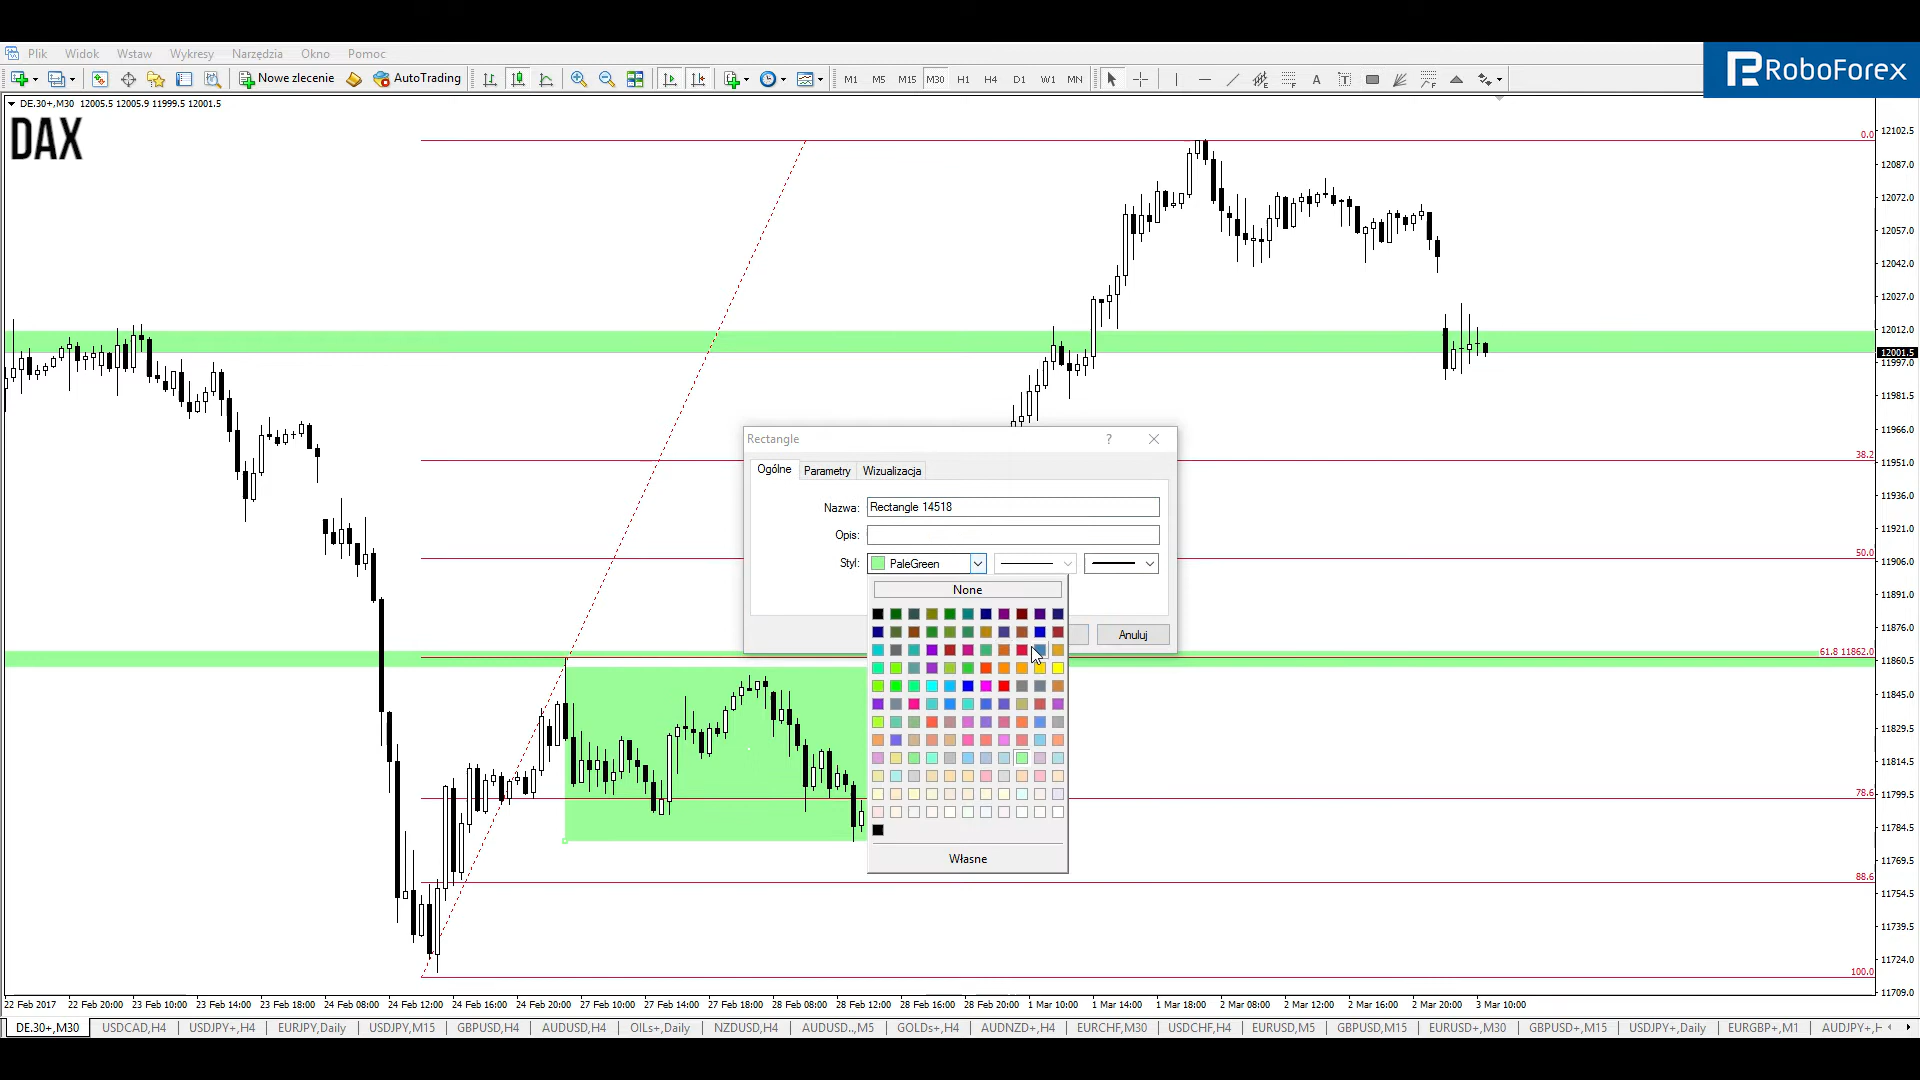 Plik Widok Wstaw Wykresy Narzędzia Okno Pomoc
Nowe zlecenie AutoTrading M1 M5 M15 M30 H1 H4 D1 W1 MN A T
RoboForex
DE.30+,M30 12005.5 12005.9 11999.5 12001.5
DAX
12102.5
0.0
12087.0
12072.0
12057.0
12042.0
12027.0
12012.0
12001.5
11997.0
11981.5
11966.0
38.2
11951.0
11936.0
11921.0
50.0
11906.0
11891.0
11876.0
61.8 11862.0
11860.5
11845.0
11829.5
11814.5
78.6
11799.5
11784.5
11769.5
88.6
11754.5
11739.5
11724.0
100.0
11709.0
Rectangle ?
Ogólne Parametry Wizualizacja
Nazwa: Rectangle 14518
Opis:
Styl: PaleGreen
None
Anuluj
Własne
22 Feb 2017 22 Feb 20:00 23 Feb 10:00 23 Feb 14:00 23 Feb 18:00 24 Feb 08:00 24 Feb 12:00 24 Feb 16:00 24 Feb 20:00 27 Feb 10:00 27 Feb 14:00 27 Feb 18:00 28 Feb 08:00 28 Feb 12:00 28 Feb 16:00 28 Feb 20:00 1 Mar 10:00 1 Mar 14:00 1 Mar 18:00 2 Mar 08:00 2 Mar 12:00 2 Mar 16:00 2 Mar 20:00 3 Mar 10:00
DE.30+,M30 USDCAD,H4 USDJPY+,H4 EURJPY,Daily USDJPY,M15 GBPUSD,H4 AUDUSD,H4 OILs+,Daily NZDUSD,H4 AUDUSD..,M5 GOLDs+,H4 AUDNZD+,H4 EURCHF,M30 USDCHF,H4 EURUSD,M5 GBPUSD,M15 EURUSD+,M30 GBPUSD+,M15 USDJPY+,Daily EURGBP+,M1 AUDJPY+,H